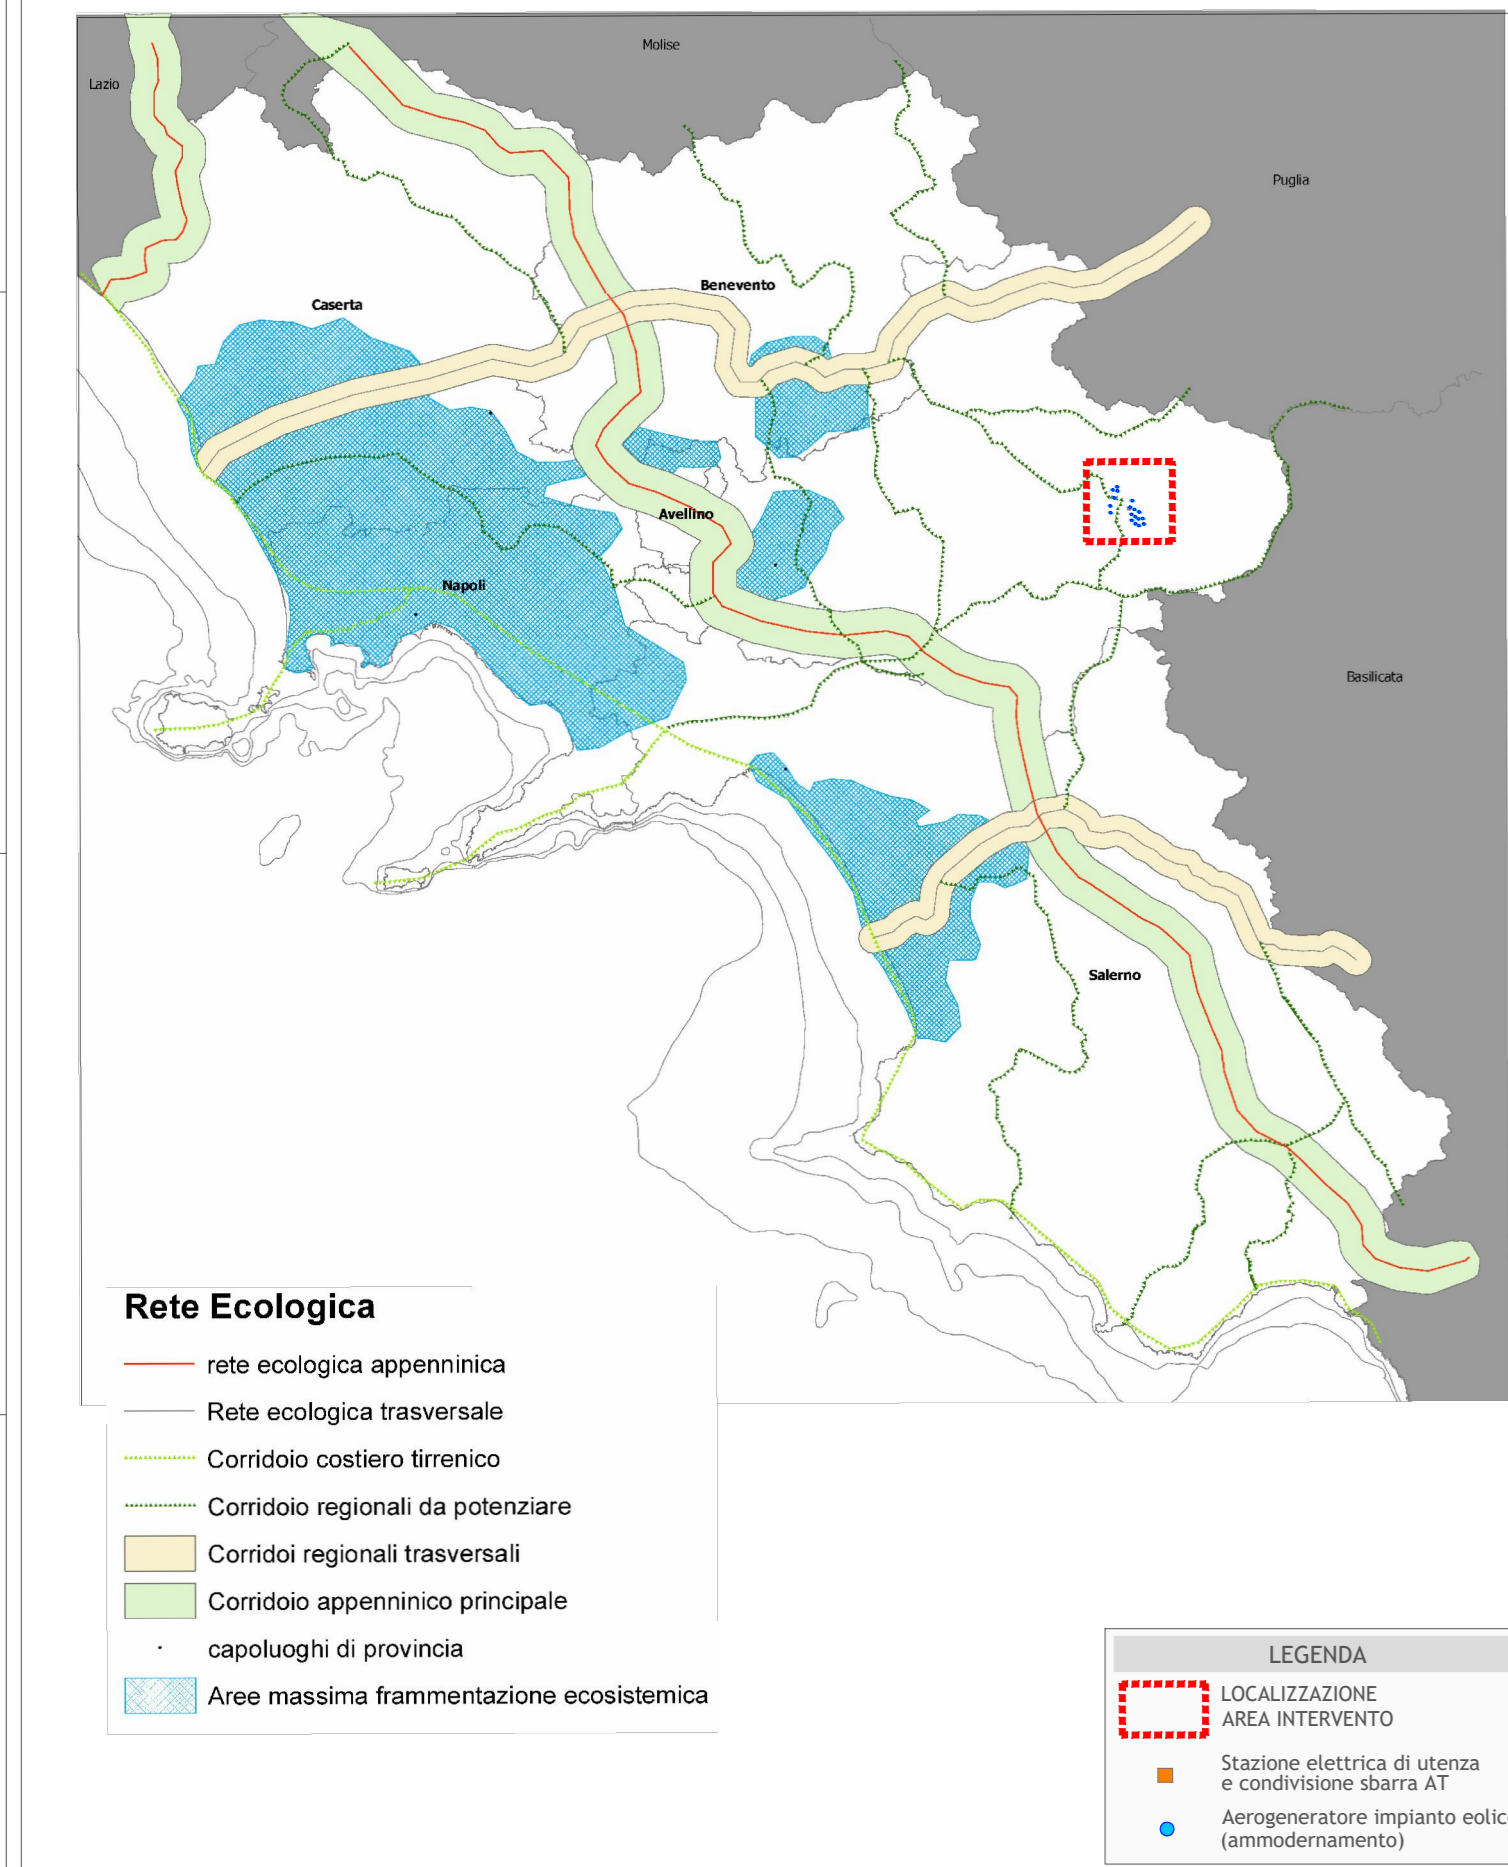 Molise
Lazio
Puglia
Benevento
Caserta
Avellino
Napoli
Basilicata
Salerno
Rete Ecologica
rete ecologica appenninica
Rete ecologica trasversale
Corridoio costiero tirrenico
Corridoio regionali da potenziare
Corridoi regionali trasversali
Corridoio appenninico principale
capoluoghi di provincia
Aree massima frammentazione ecosistemica
LEGENDA
LOCALIZZAZIONE
AREA INTERVENTO
Stazione elettrica di utenza
e condivisione sbarra AT
Aerogeneratore impianto eolic
(ammodernamento)